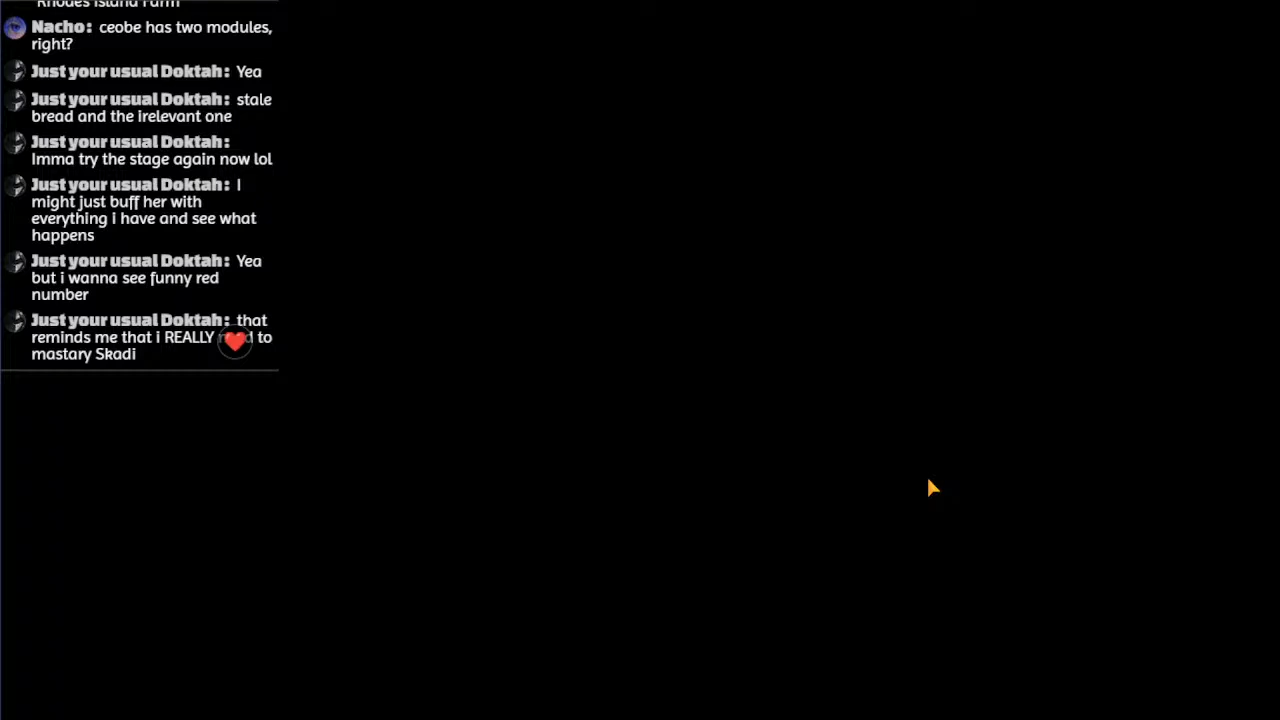 Rhodes Island Farm
Nacho: ceobe has two modules,
right?
Just your usual Doktah: Yea
Just your usual Doktah: stale
bread and the irelevant one
Just your usual Doktah:
Imma try the stage again now lol
Just your usual Doktah: I
might just buff her with
everything i have and see what
happens
Just your usual Doktah: Yea
but i wanna see funny red
number
Just your usual Doktah: that
reminds me that i REALLY to
mastary Skadi